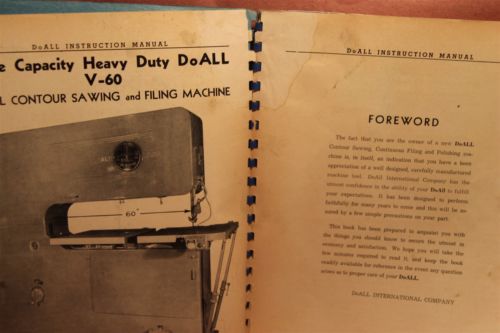 DoALL INSTRUCTION MANUAL
e Capacity Heavy Duty DoALL
V-60
L CONTOUR SAWING and FILING MACHINE
60"
DoALL INSTRUCTION MANUAL
FOREWORD
The fact that you are the owner of a new DoALL
Contour Sawing, Continuous Filing and Polishing ma-
chine is, in itself, an indication that you have a keen
appreciation of a well designed, carefully manufactured
machine tool. DoAll International Company has the
utmost confidence in the ability of your DoAll to fulfill
your expectations. It has been designed to perform
faithfully for many years to come and this will be as-
sured by a few simple precautions on your part.
This book has been prepared to acquaint you with
the things you should know to secure the utmost in
economy and satisfaction. We hope you will take the
few minutes required to read it, and keep the book
readily available for reference in the event any question
arises as to proper care of your DoALL.
DoALL INTERNATIONAL COMPANY